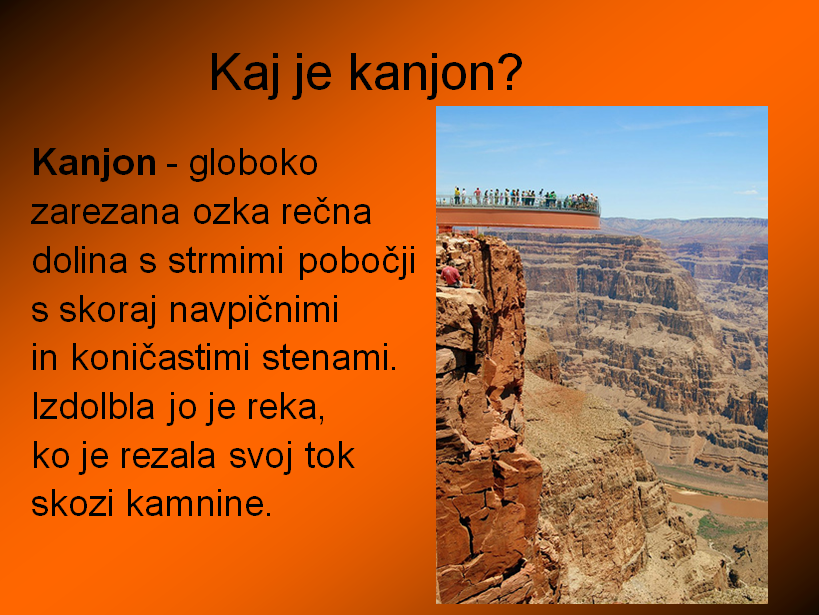 Kaj je kanjon?
Kanjon - globoko
zarezana ozka rečna
dolina s strmimi pobočji
s skoraj navpičnimi
in koničastimi stenami.
Izdolbla jo je reka,
ko je rezala svoj tok
skozi kamnine.